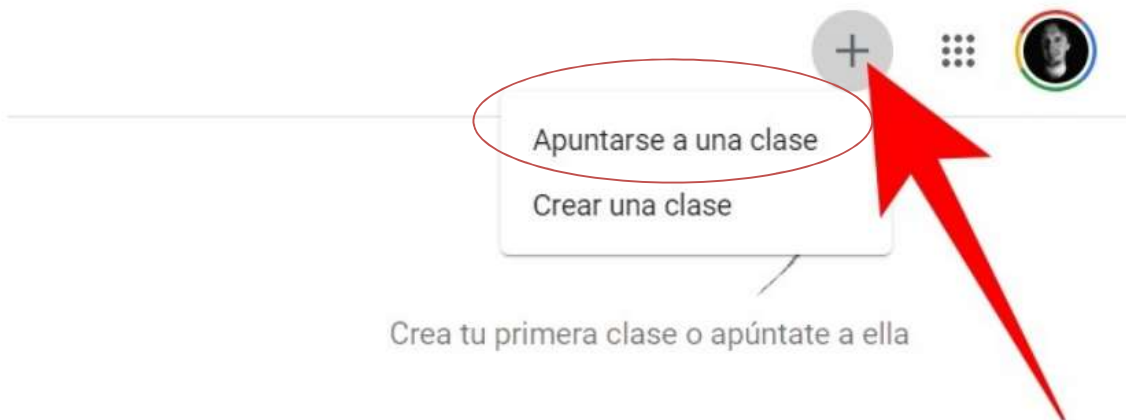 Apuntarse a una clase
Crear una clase
Crea tu primera clase o apúntate a ella